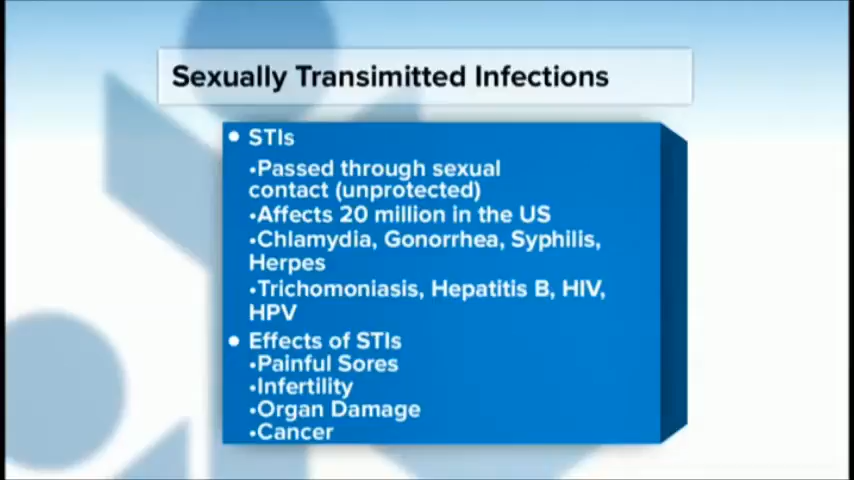 Sexually Transimitted Infections
• STIs
•Passed through sexual
contact (unprotected)
•Affects 20 million in the US
•Chlamydia, Gonorrhea, Syphilis,
Herpes
•Trichomoniasis, Hepatitis B, HIV,
HPV
• Effects of STIs
•Painful Sores
•Infertility
•Organ Damage
•Cancer